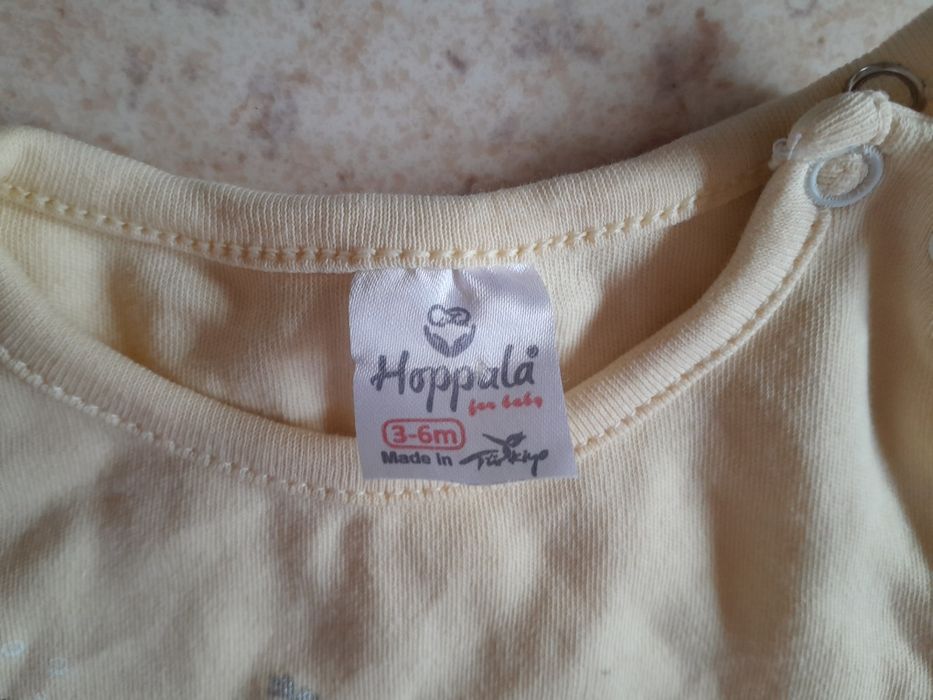 Hoppala
for baby
3-6m
Made in Türkiye